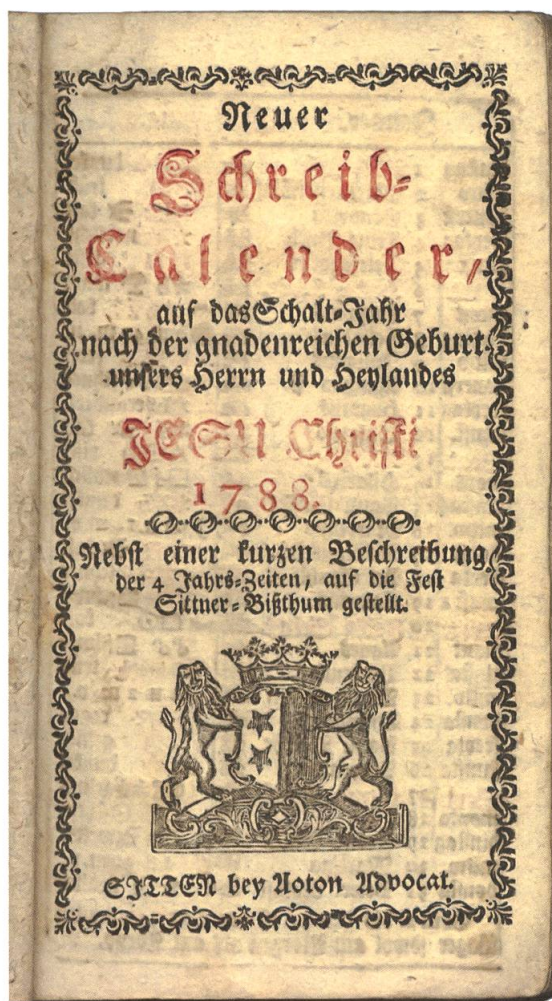 Neuer
Schreib-
Calender,
auf das Schalt-Jahr
nach der gnadenreichen Geburt
unsers Herrn und Heylandes
JESU Christi
1788.
Nebst einer kurzen Beschreibung
der 4 Jahrs-Zeiten, auf die Fest
Sittner-Bißthum gestellt.
SITTEN bey Aoton Advocat.